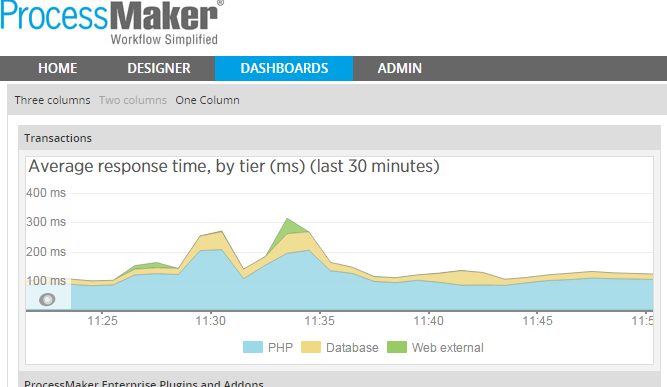 ProcessMaker®
Workflow Simplified
HOME DESIGNER DASHBOARDS ADMIN
Three columns Two columns One Column
Transactions
Average response time, by tier (ms) (last 30 minutes)
400 ms
300 ms
200 ms
100 ms
11:25 11:30 11:35 11:40 11:45 11:5
PHP Database Web external
ProcessMaker Enterprise Plugins and Addons